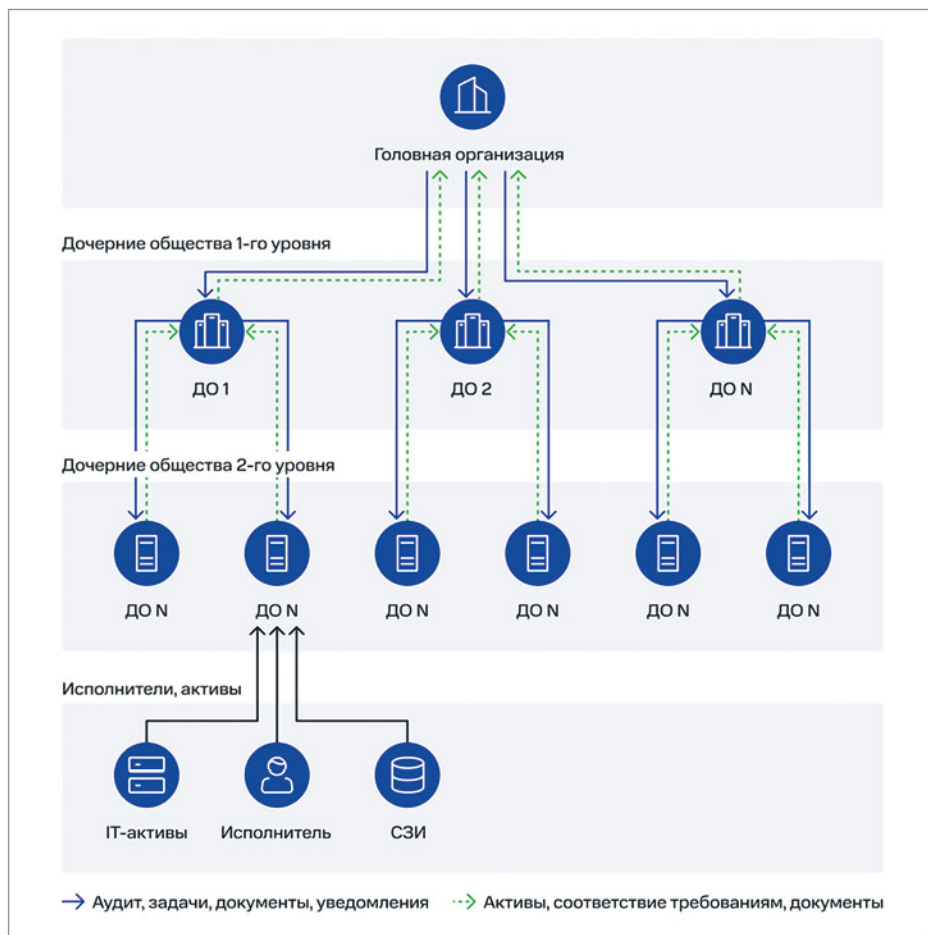 Головная организация
Дочерние общества 1-го уровня
ДО 1
ДО 2
ДО N
Дочерние общества 2-го уровня
ДО N
ДО N
ДО N
ДО N
ДО N
ДО N
Исполнители, активы
IT-активы
Исполнитель
СЗИ
Аудит, задачи, документы, уведомления
Активы, соответствие требованиям, документы